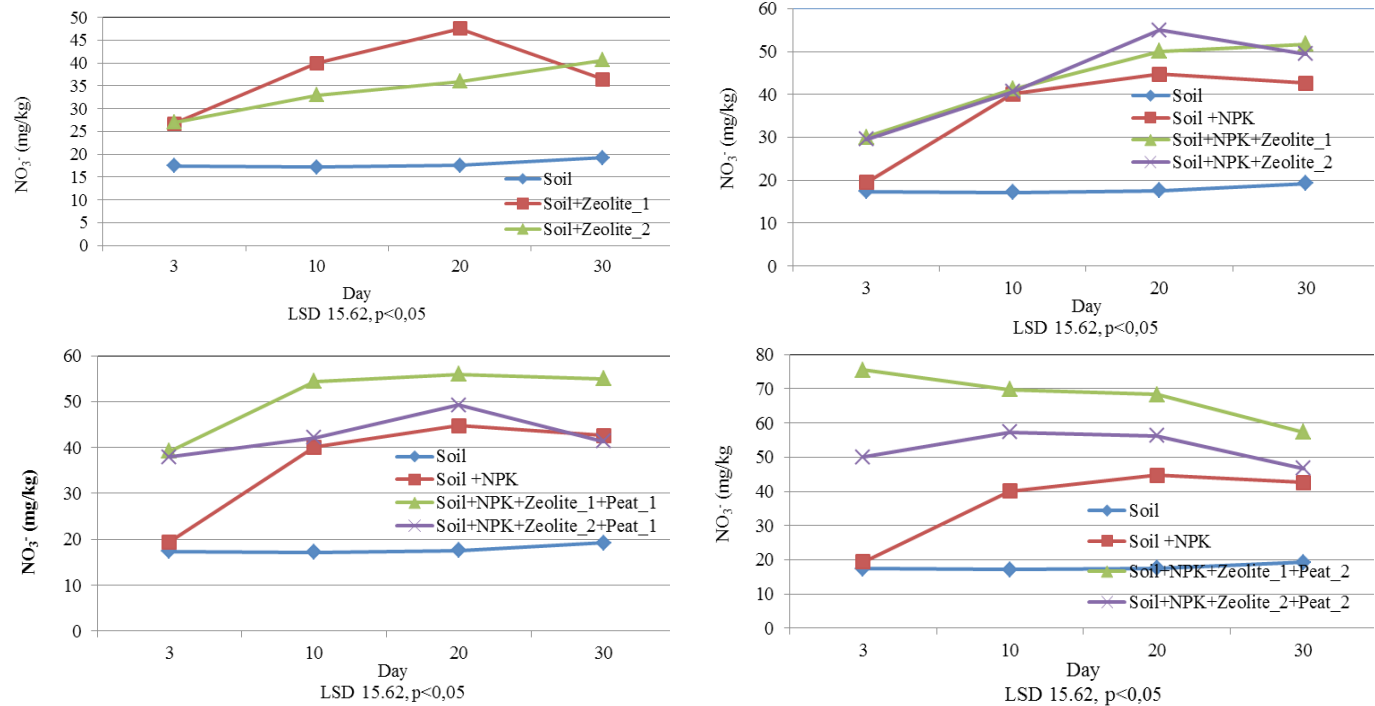 50
45
40
35
30
25
20
15
10
5
0
NO₃⁻ (mg/kg)
Soil
Soil+Zeolite_1
Soil+Zeolite_2
3 10 20 30
Day
LSD 15.62, p<0,05
60
50
40
30
20
10
0
NO₃⁻ (mg/kg)
Soil
Soil +NPK
Soil+NPK+Zeolite_1
Soil+NPK+Zeolite_2
3 10 20 30
Day
LSD 15.62, p<0,05
60
50
40
30
20
10
0
NO₃⁻ (mg/kg)
Soil
Soil +NPK
Soil+NPK+Zeolite_1+Peat_1
Soil+NPK+Zeolite_2+Peat_1
3 10 20 30
Day
LSD 15.62, p<0,05
80
70
60
50
40
30
20
10
0
NO₃⁻ (mg/kg
Soil
Soil +NPK
Soil+NPK+Zeolite_1+Peat_2
Soil+NPK+Zeolite_2+Peat_2
3 10 20 30
Day
LSD 15.62, p<0,05